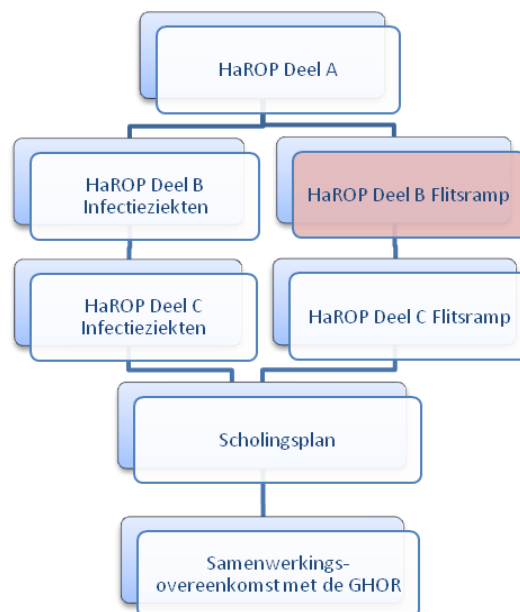 HaROP Deel A
HaROP Deel B
Infectieziekten
HaROP Deel B Flitsramp
HaROP Deel C
Infectieziekten
HaROP Deel C Flitsramp
Scholingsplan
Samenwerkings-
overeenkomst met de GHOR